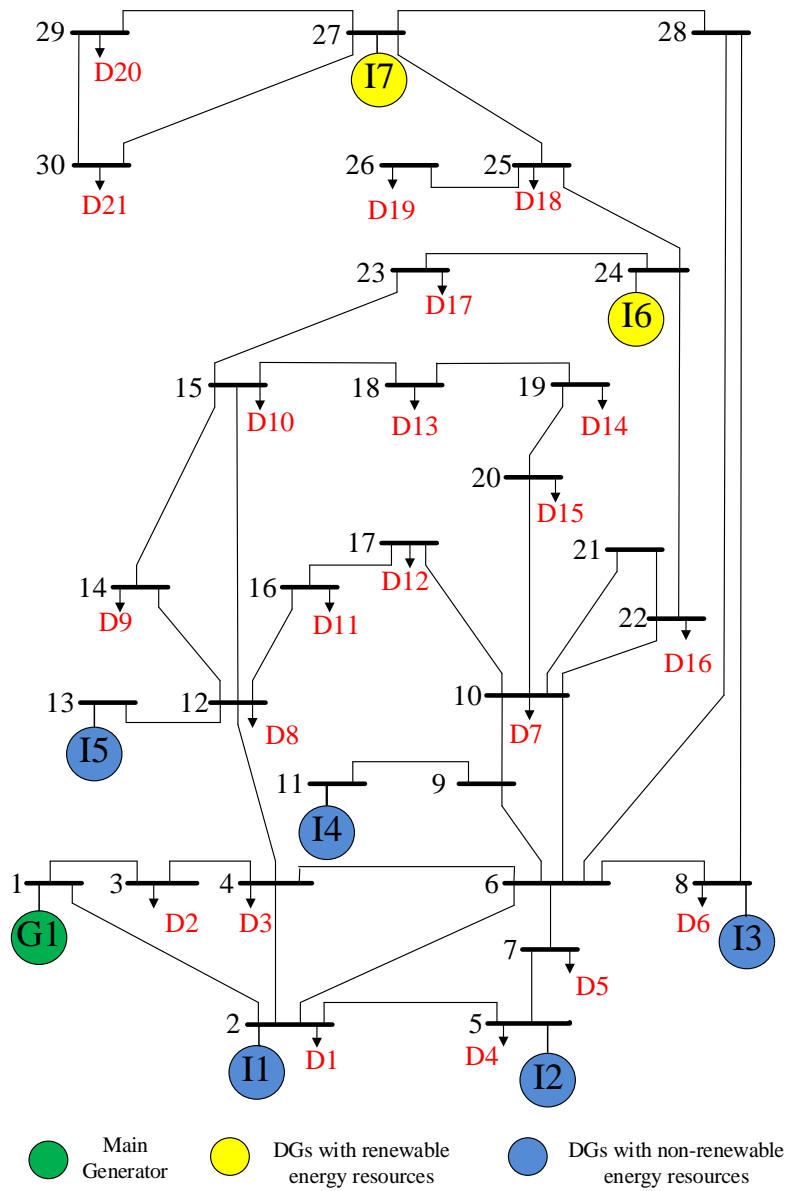 29
27
28
D20
I7
30
26
25
D21
D19
D18
23
24
D17
I6
15
18
19
D10
D13
D14
20
D15
17
21
14
16
D12
22
D9
D11
D16
13
12
10
D8
D7
I5
11
9
I4
1
3
4
6
8
G1
D2
D3
D6
I3
7
D5
2
5
D1
D4
I1
I2
Main
Generator
DGs with renewable
energy resources
DGs with non-renewable
energy resources